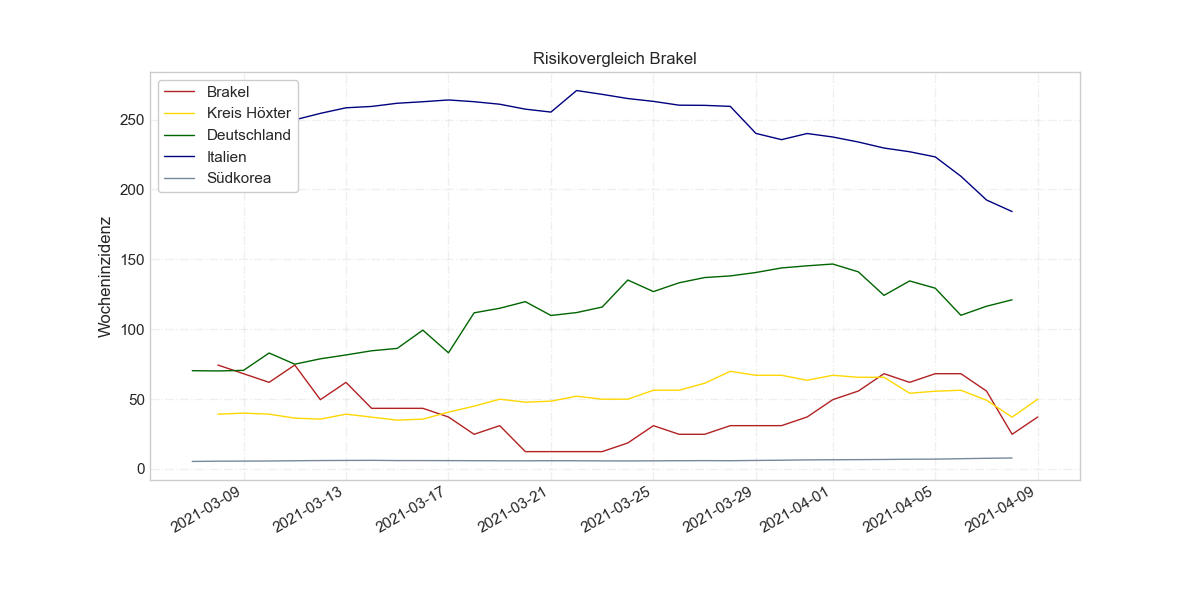 Risikovergleich Brakel
Brakel
Kreis Höxter
Deutschland
Italien
Südkorea
Wocheninzidenz
250
200
150
100
50
0
2021-03-09
2021-03-13
2021-03-17
2021-03-21
2021-03-25
2021-03-29
2021-04-01
2021-04-05
2021-04-09